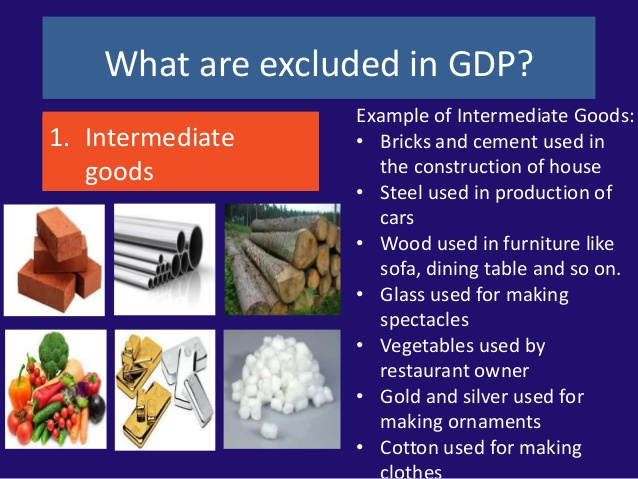 What are excluded in GDP?
1. Intermediate
goods
Example of Intermediate Goods:
• Bricks and cement used in
the construction of house
• Steel used in production of
cars
• Wood used in furniture like
sofa, dining table and so on.
• Glass used for making
spectacles
• Vegetables used by
restaurant owner
• Gold and silver used for
making ornaments
• Cotton used for making
clothes